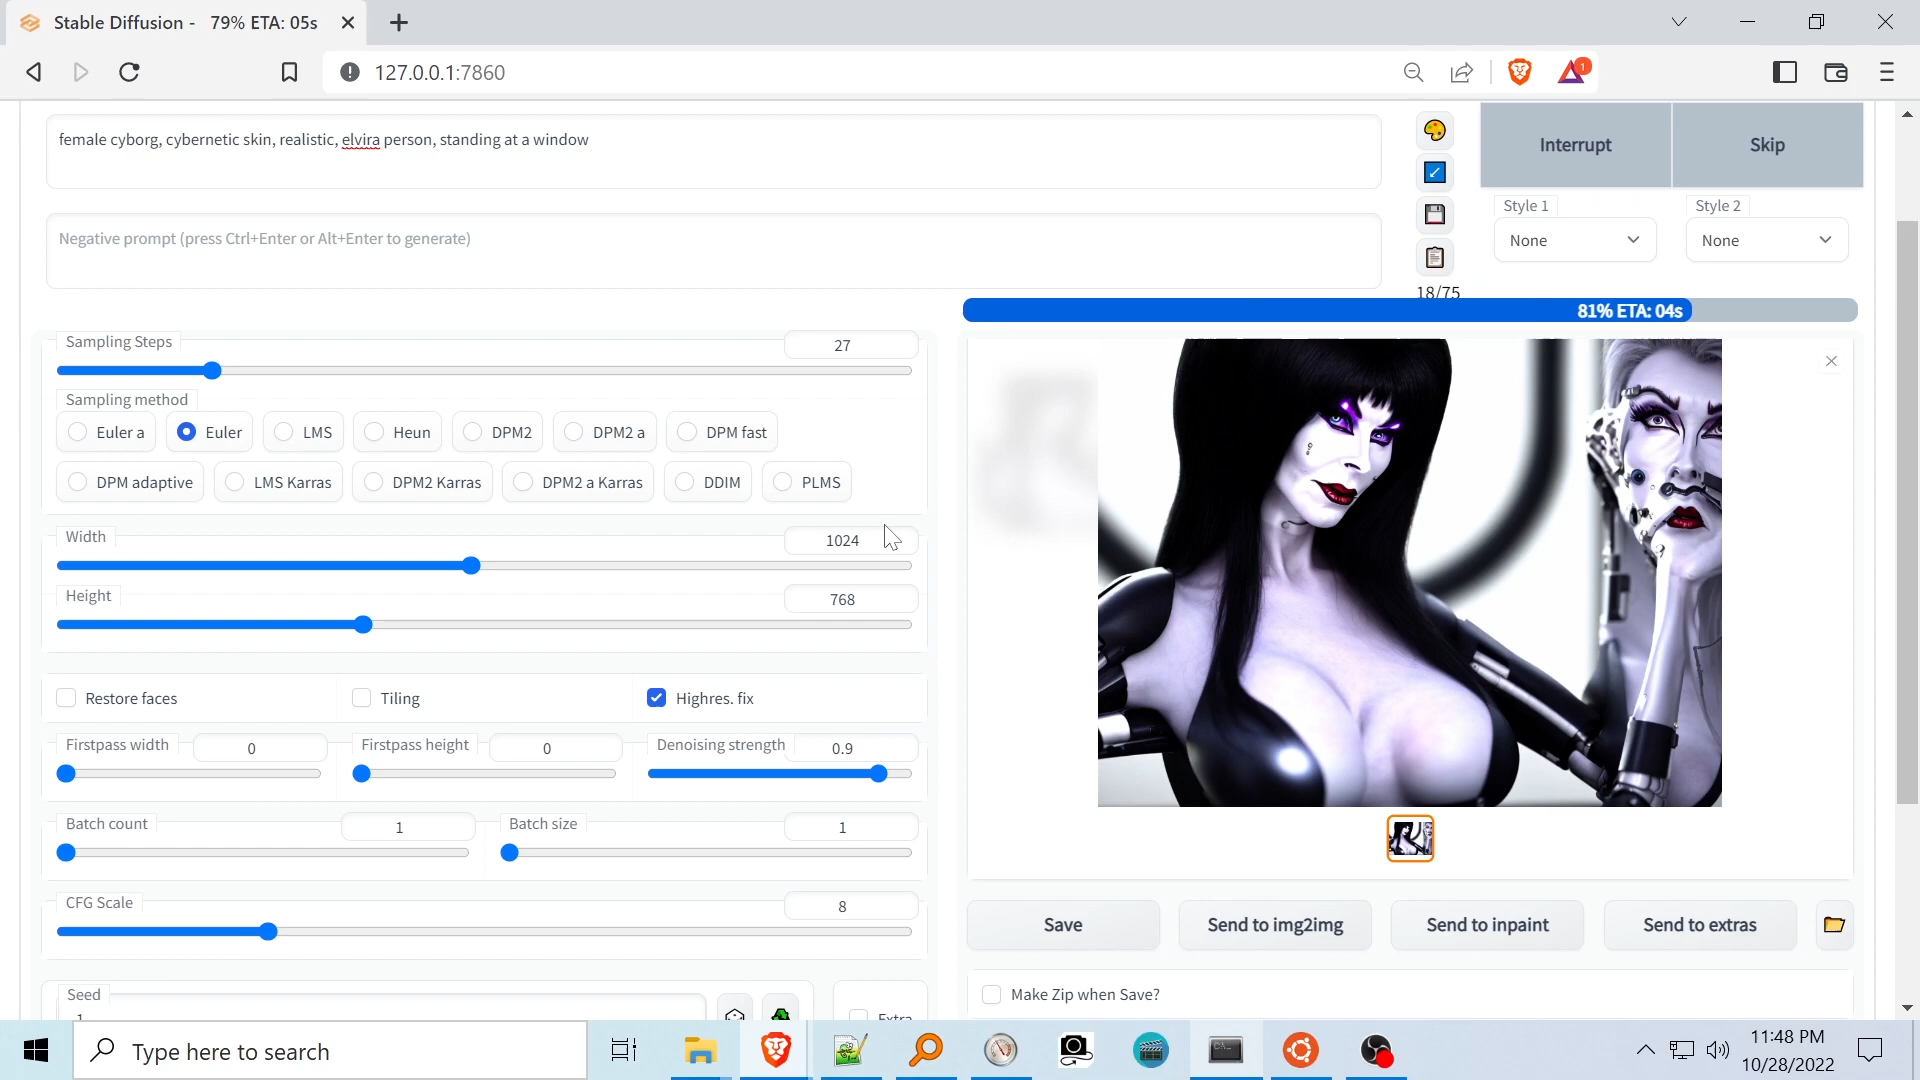 Stable Diffusion - 79% ETA: 05s
127.0.0.1:7860
1
female cyborg, cybernetic skin, realistic, elvira person, standing at a window
Interrupt
Skip
Negative prompt (press Ctrl+Enter or Alt+Enter to generate)
Style 1
Style 2
None
None
18/75
81% ETA: 04s
Sampling Steps
27
Sampling method
Euler a
Euler
LMS
Heun
DPM2
DPM2 a
DPM fast
DPM adaptive
LMS Karras
DPM2 Karras
DPM2 a Karras
DDIM
PLMS
Width
1024
Height
768
Restore faces
Tiling
Highres. fix
Firstpass width
0
Firstpass height
0
Denoising strength
0.9
Batch count
1
Batch size
1
CFG Scale
8
Save
Send to img2img
Send to inpaint
Send to extras
Make Zip when Save?
Seed
Extra
Type here to search
11:48 PM
10/28/2022